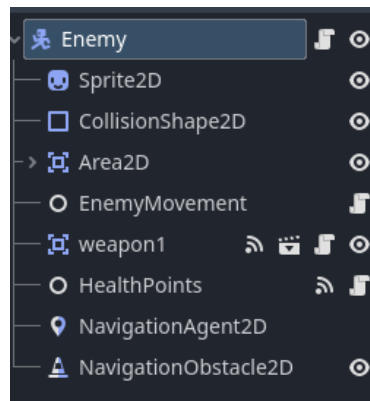 Enemy
Sprite2D
CollisionShape2D
Area2D
EnemyMovement
weapon1
HealthPoints
NavigationAgent2D
NavigationObstacle2D